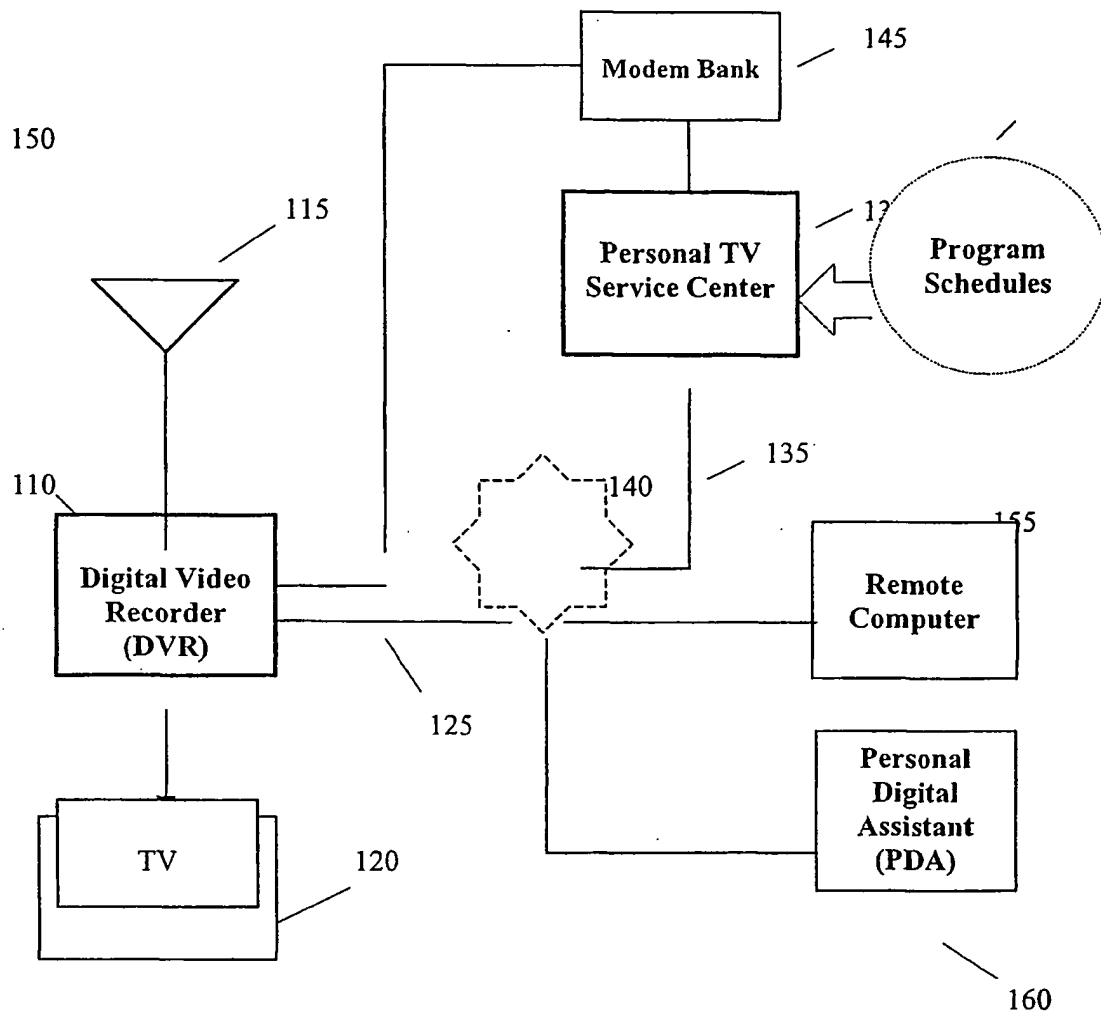 145
Modem Bank
150
115
Personal TV
Service Center
Program
Schedules
135
110
140
155
Digital Video
Recorder
(DVR)
Remote
Computer
125
Personal
Digital
Assistant
(PDA)
TV
120
160